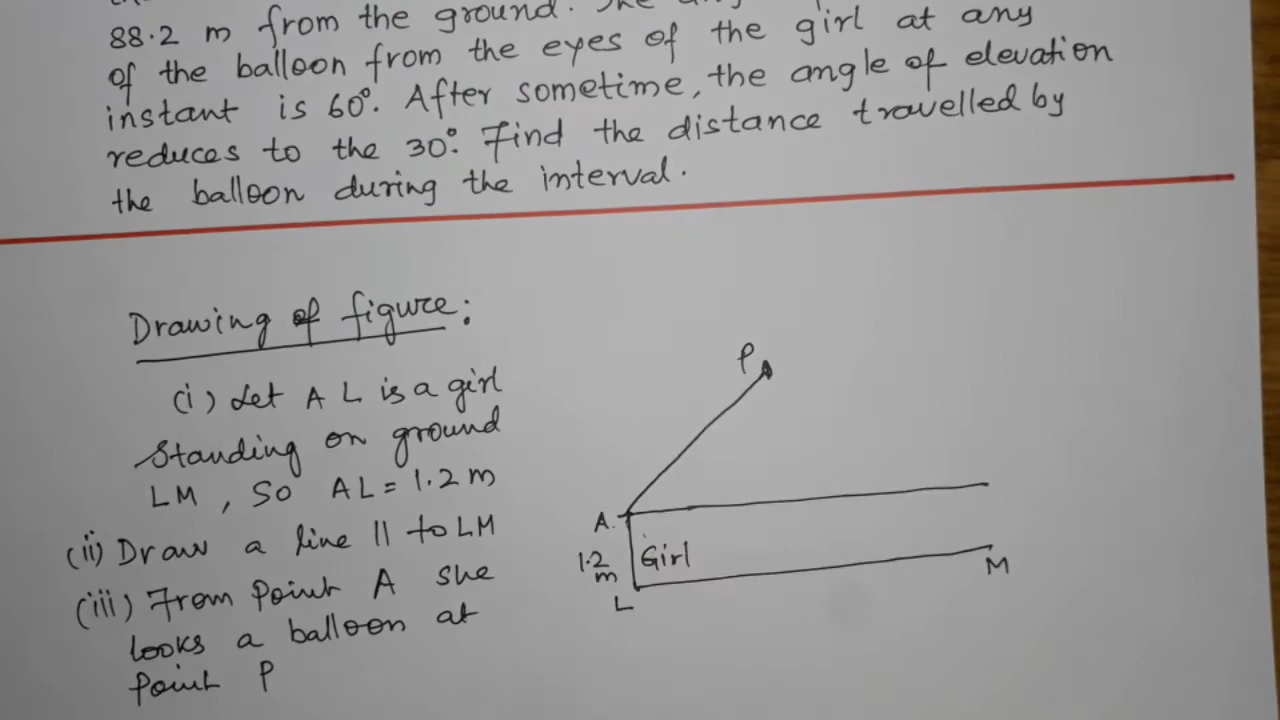 88.2 m from the ground. The
of the balloon from the eyes of the girl at any
instant is 60°. After sometime, the angle of elevation
reduces to the 30°. Find the distance travelled by
the balloon during the interval.
Drawing of figure:
(i) Let AL is a girl
standing on ground
LM, So AL = 1.2 m
(ii) Draw a line || to LM
(iii) From Point A she
looks a balloon at
point P
P
A
1.2 m
Girl
L
M